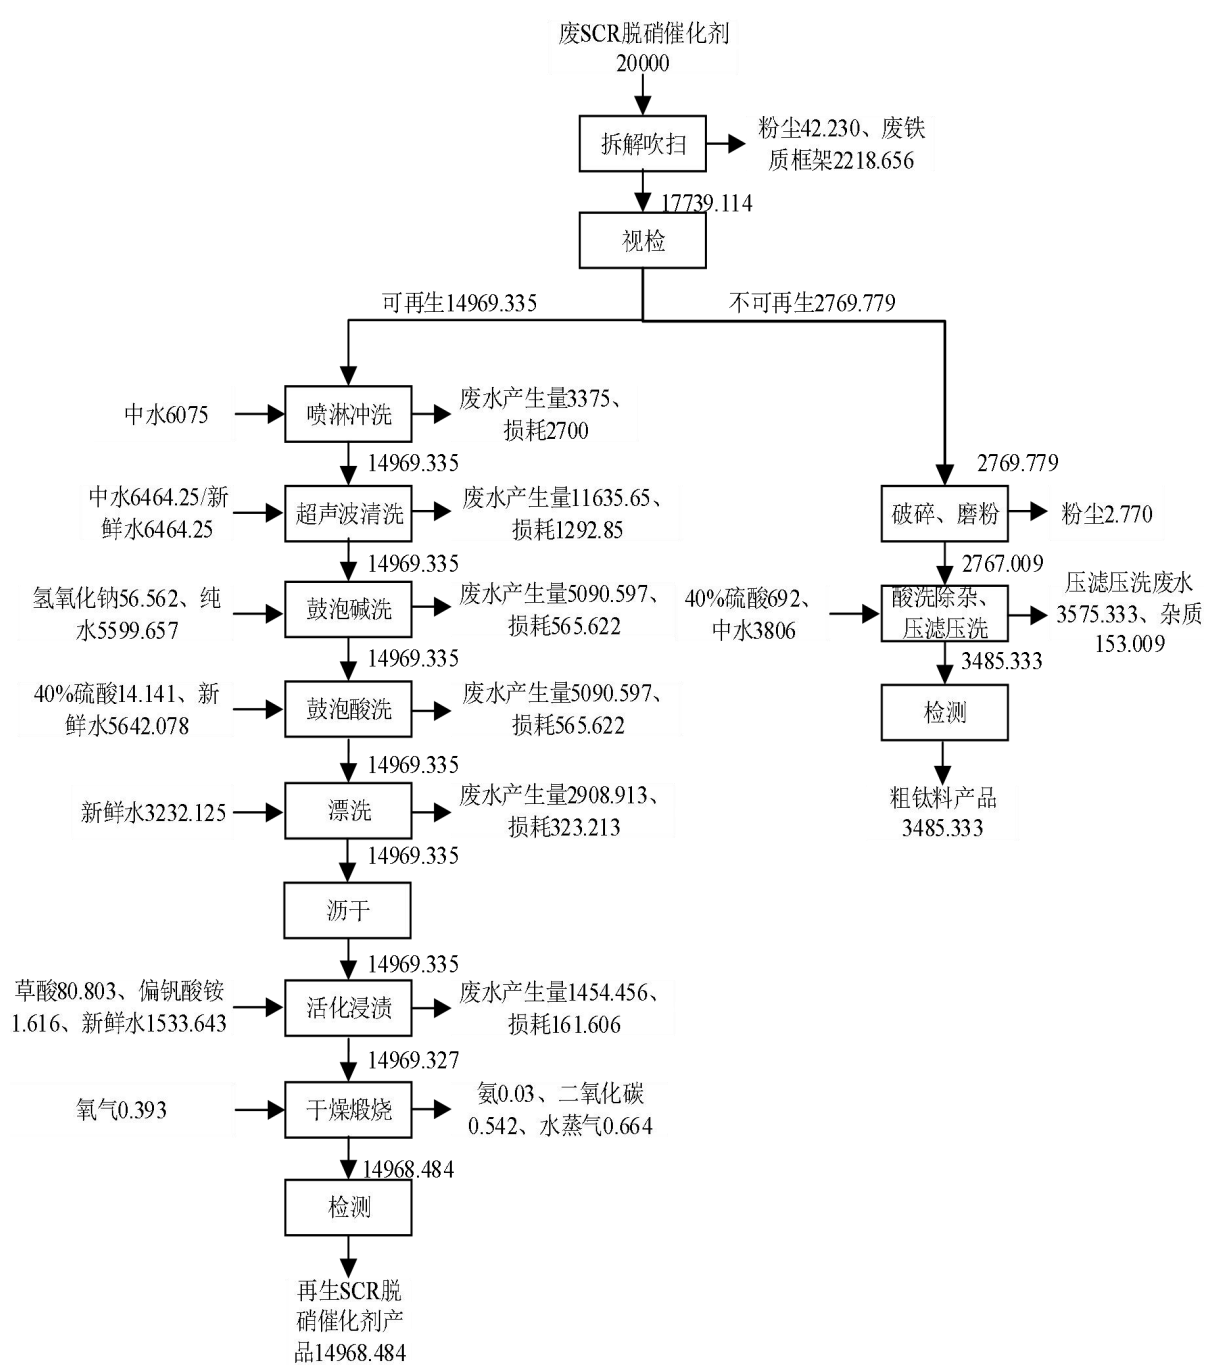 废SCR脱硝催化剂
20000
拆解吹扫
粉尘42.230、废铁
质框架2218.656
17739.114
视检
可再生14969.335
不可再生2769.779
中水6075
喷淋冲洗
废水产生量3375、
损耗2700
14969.335
中水6464.25/新
鲜水6464.25
超声波清洗
废水产生量11635.65、
损耗1292.85
14969.335
氢氧化钠56.562、纯
水5599.657
鼓泡碱洗
废水产生量5090.597、
损耗565.622
14969.335
40%硫酸14.141、新
鲜水5642.078
鼓泡酸洗
废水产生量5090.597、
损耗565.622
14969.335
新鲜水3232.125
漂洗
废水产生量2908.913、
损耗323.213
14969.335
沥干
14969.335
草酸80.803、偏钒酸铵
1.616、新鲜水1533.643
活化浸渍
废水产生量1454.456、
损耗161.606
14969.327
氧气0.393
干燥煅烧
氨0.03、二氧化碳
0.542、水蒸气0.664
14968.484
检测
再生SCR脱
硝催化剂产
品14968.484
2769.779
破碎、磨粉
粉尘2.770
2767.009
40%硫酸692、
中水3806
酸洗除杂、
压滤压洗
压滤压洗废水
3575.333、杂质
153.009
3485.333
检测
粗钛料产品
3485.333